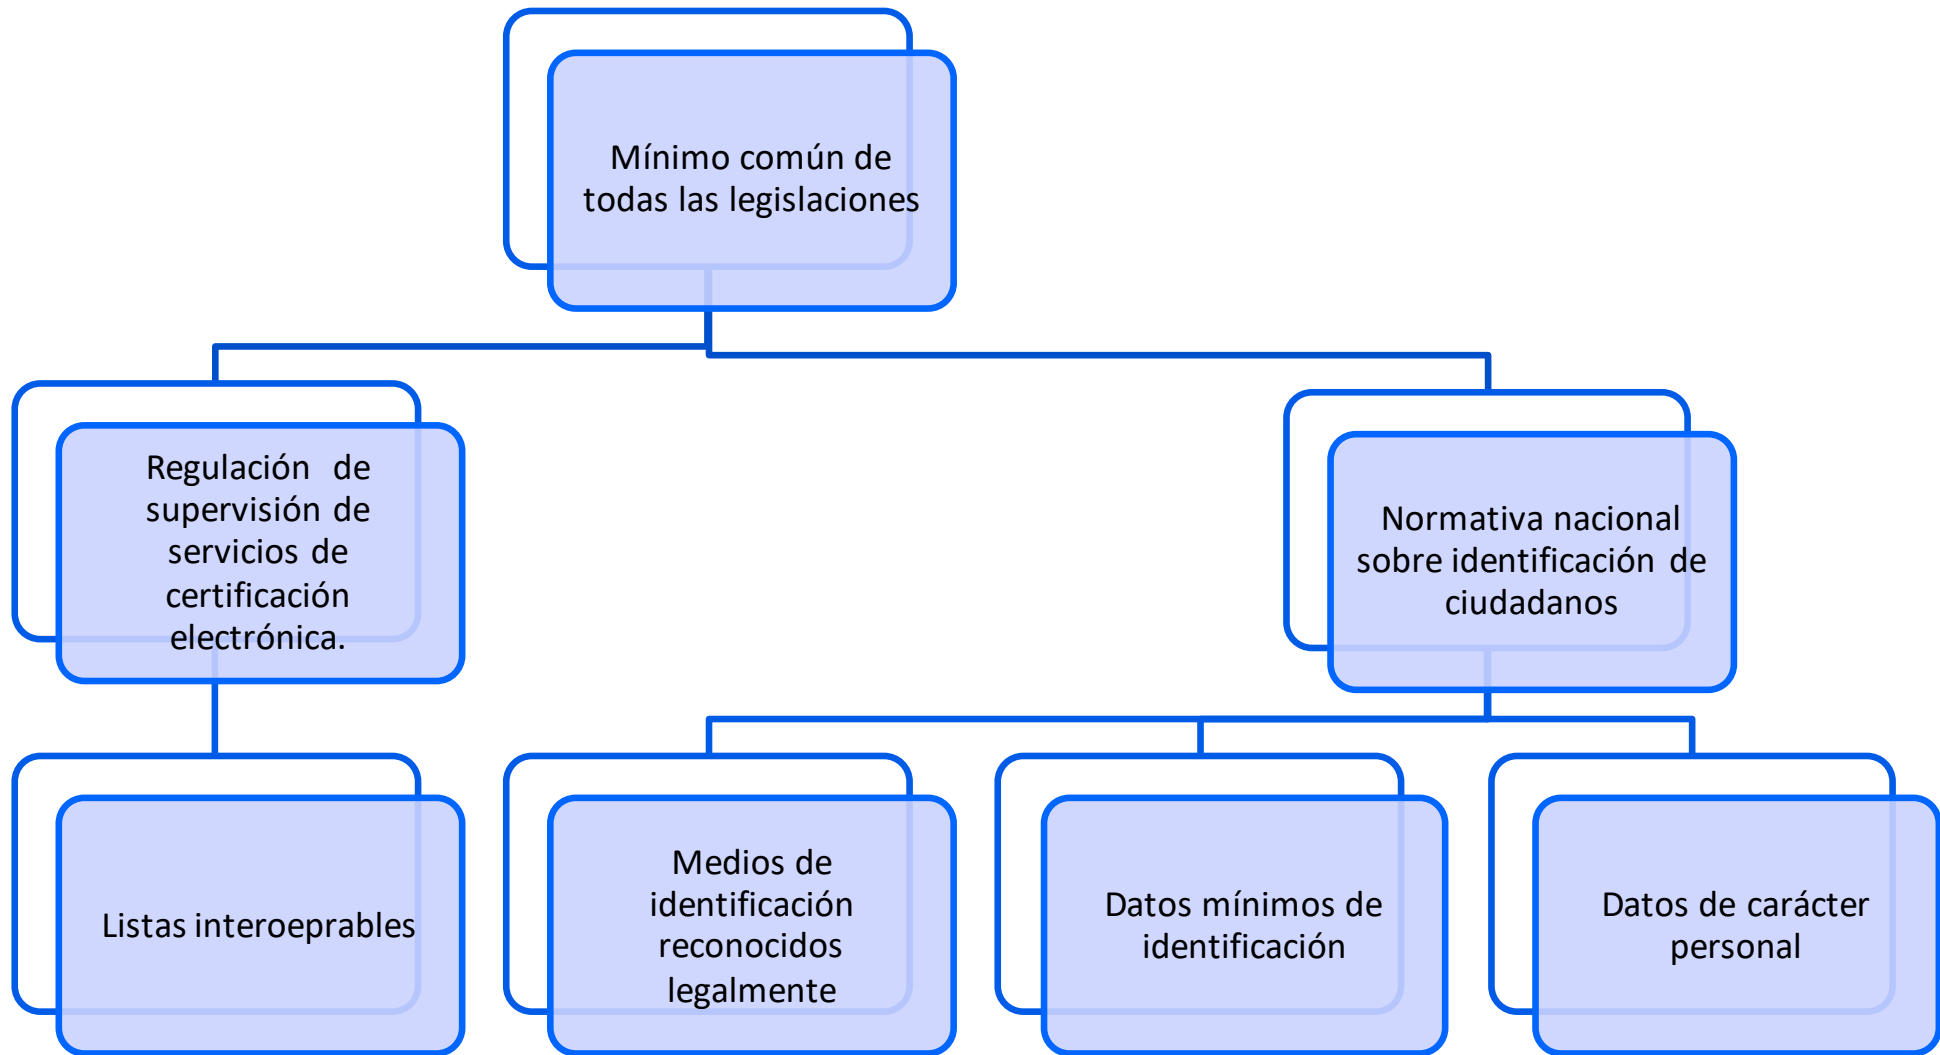 Mínimo común de
todas las legislaciones
Regulación de
supervisión de
servicios de
certificación
electrónica.
Normativa nacional
sobre identificación de
ciudadanos
Listas interoeprables
Medios de
identificación
reconocidos
legalmente
Datos mínimos de
identificación
Datos de carácter
personal